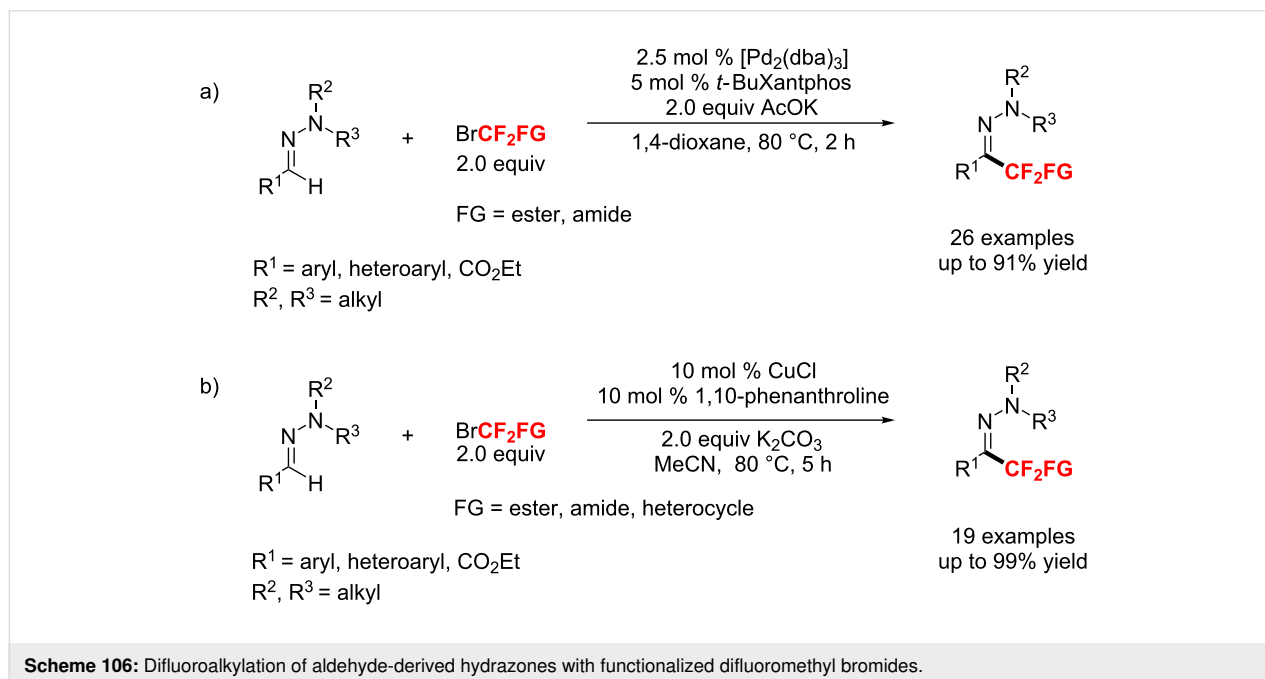 a)
R2
N
N
R3
R1
H
+
BrCF2FG
2.0 equiv
FG = ester, amide
2.5 mol % [Pd2(dba)3]
5 mol % t-BuXantphos
2.0 equiv AcOK
1,4-dioxane, 80 °C, 2 h
R2
N
N
R3
R1
CF2FG
26 examples
up to 91% yield
R1 = aryl, heteroaryl, CO2Et
R2, R3 = alkyl
b)
R2
N
N
R3
R1
H
+
BrCF2FG
2.0 equiv
FG = ester, amide, heterocycle
10 mol % CuCl
10 mol % 1,10-phenanthroline
2.0 equiv K2CO3
MeCN, 80 °C, 5 h
R2
N
N
R3
R1
CF2FG
19 examples
up to 99% yield
R1 = aryl, heteroaryl, CO2Et
R2, R3 = alkyl
Scheme 106: Difluoroalkylation of aldehyde-derived hydrazones with functionalized difluoromethyl bromides.